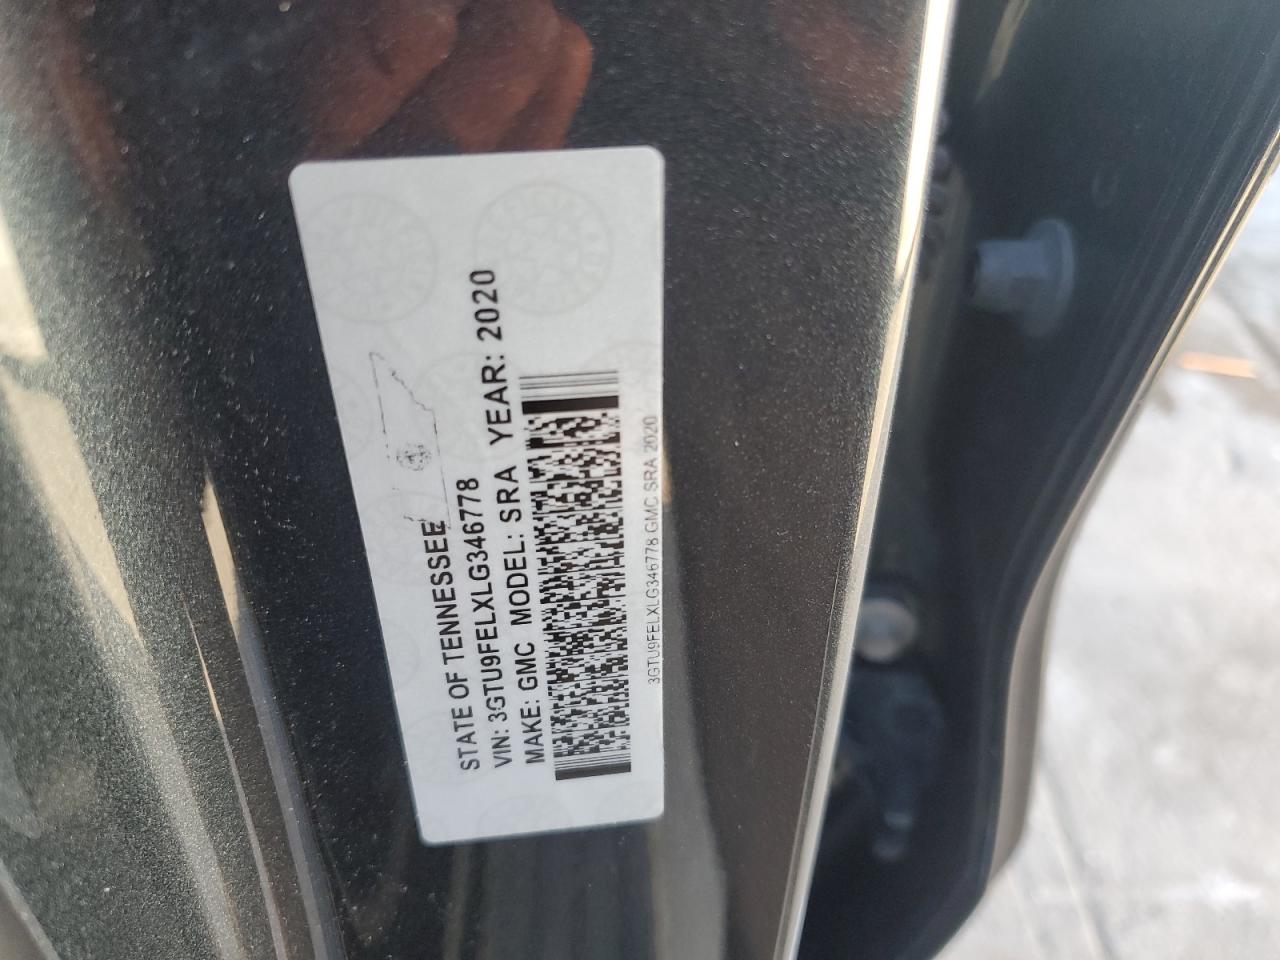 STATE OF TENNESSEE
VIN: 3GTU9FELXLG346778
MAKE: GMC MODEL: SRA YEAR: 2020
3GTU9FELXLG346778 GMC SRA 2020